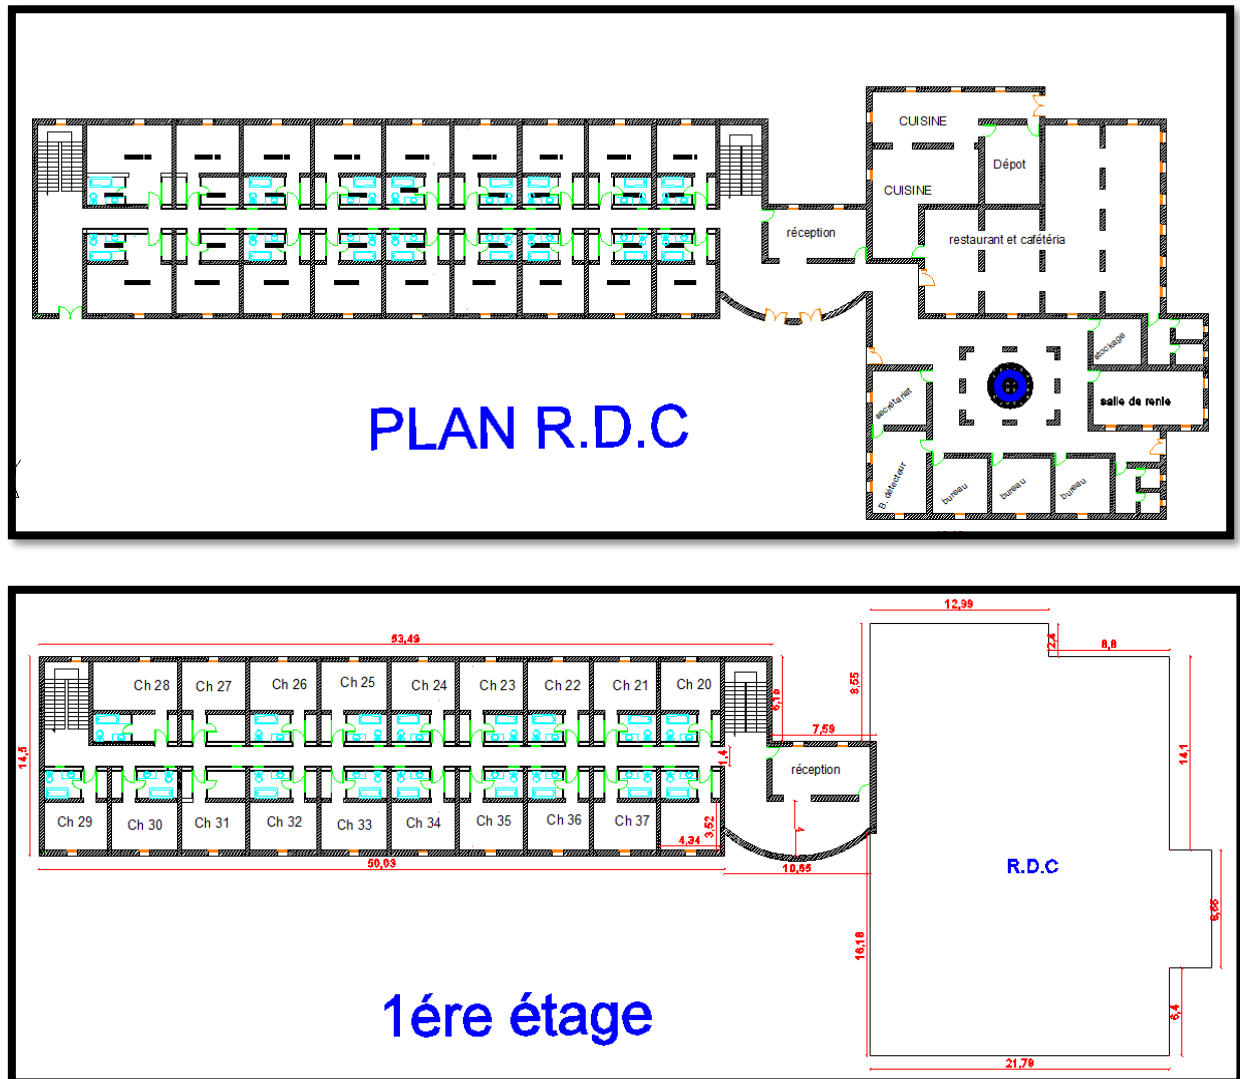 CUISINE
Dépot
CUISINE
réception
restaurant et cafétéria
stockage
secrétariat
salle de renle
B. détecteur
bureau
bureau
bureau
PLAN R.D.C
12,99
53,49
2,4
8,8
8,55
6,16
Ch 28
Ch 27
Ch 26
Ch 25
Ch 24
Ch 23
Ch 22
Ch 21
Ch 20
7,59
14,5
1,4
14,1
réception
Ch 29
Ch 30
Ch 31
Ch 32
Ch 33
Ch 34
Ch 35
Ch 36
Ch 37
3,52
4,34
50,03
10,65
R.D.C
16,18
6,4
1ére étage
21,79